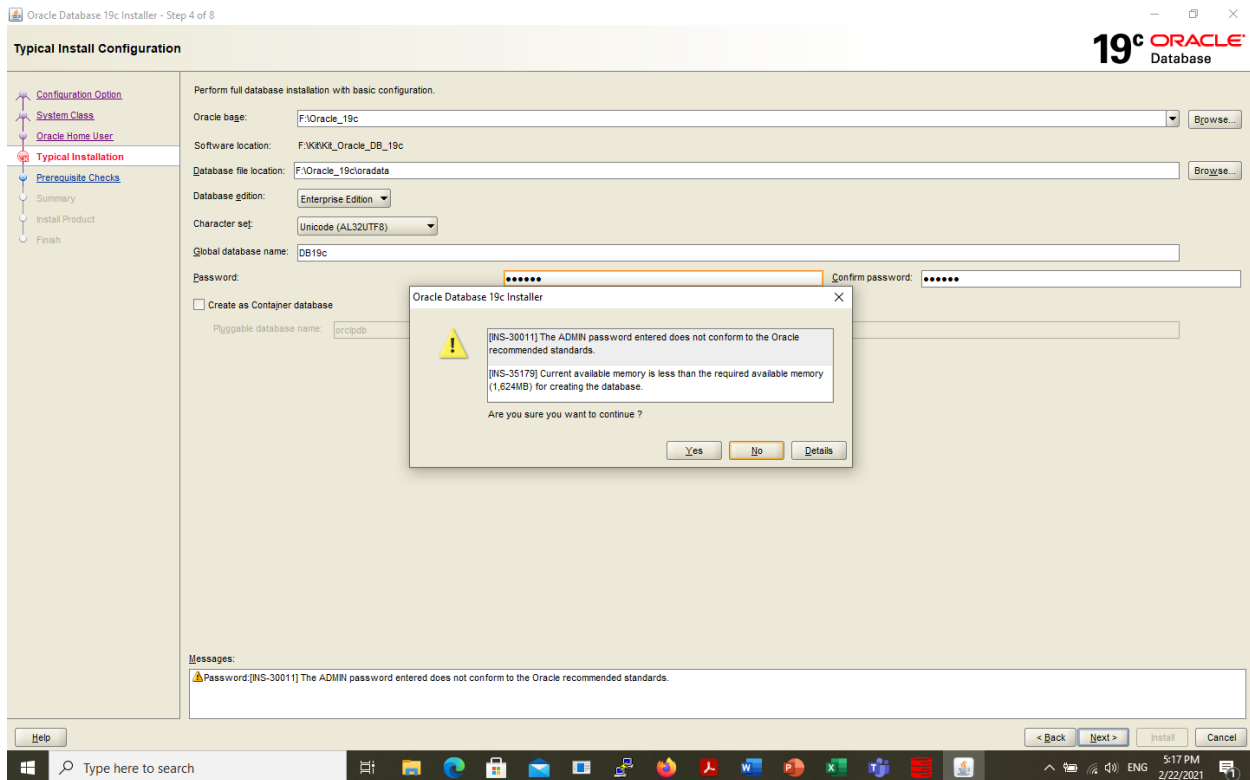 Oracle Database 19c Installer - Step 4 of 8
Typical Install Configuration
19c ORACLE
Database
Configuration Option
System Class
Oracle Home User
Typical Installation
Prerequisite Checks
Summary
Install Product
Finish
Perform full database installation with basic configuration.
Oracle base: F:\Oracle_19c Browse...
Software location: F:\Kit\Kit_Oracle_DB_19c
Database file location: F:\Oracle_19c\oradata Browse...
Database edition: Enterprise Edition
Character set: Unicode (AL32UTF8)
Global database name: DB19c
Password: •••••• Confirm password: ••••••
Create as Container database
Pluggable database name: orclpdb
Oracle Database 19c Installer
[INS-30011] The ADMIN password entered does not conform to the Oracle
recommended standards.
[INS-35179] Current available memory is less than the required available memory
(1,624MB) for creating the database.
Are you sure you want to continue ?
Yes No Details
Messages:
Password:[INS-30011] The ADMIN password entered does not conform to the Oracle recommended standards.
Help < Back Next > Install Cancel
Type here to search
ENG 5:17 PM
2/22/2021